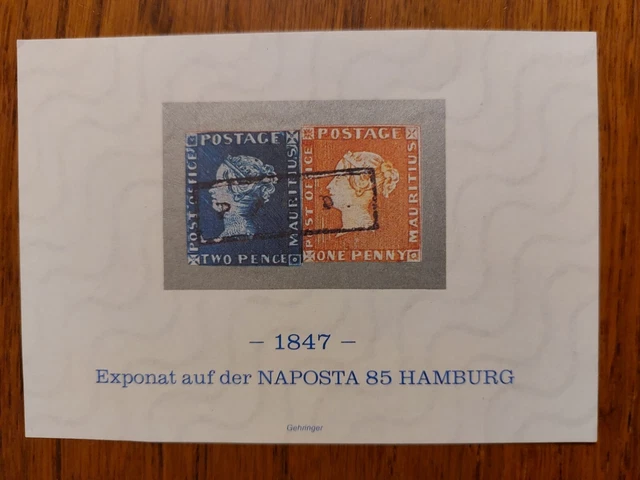 POSTAGE
POST OFFICE
MAURITIUS
TWO PENCE
POSTAGE
POST OFFICE
MAURITIUS
ONE PENNY
– 1847 –
Exponat auf der NAPOSTA 85 HAMBURG
Gehringer